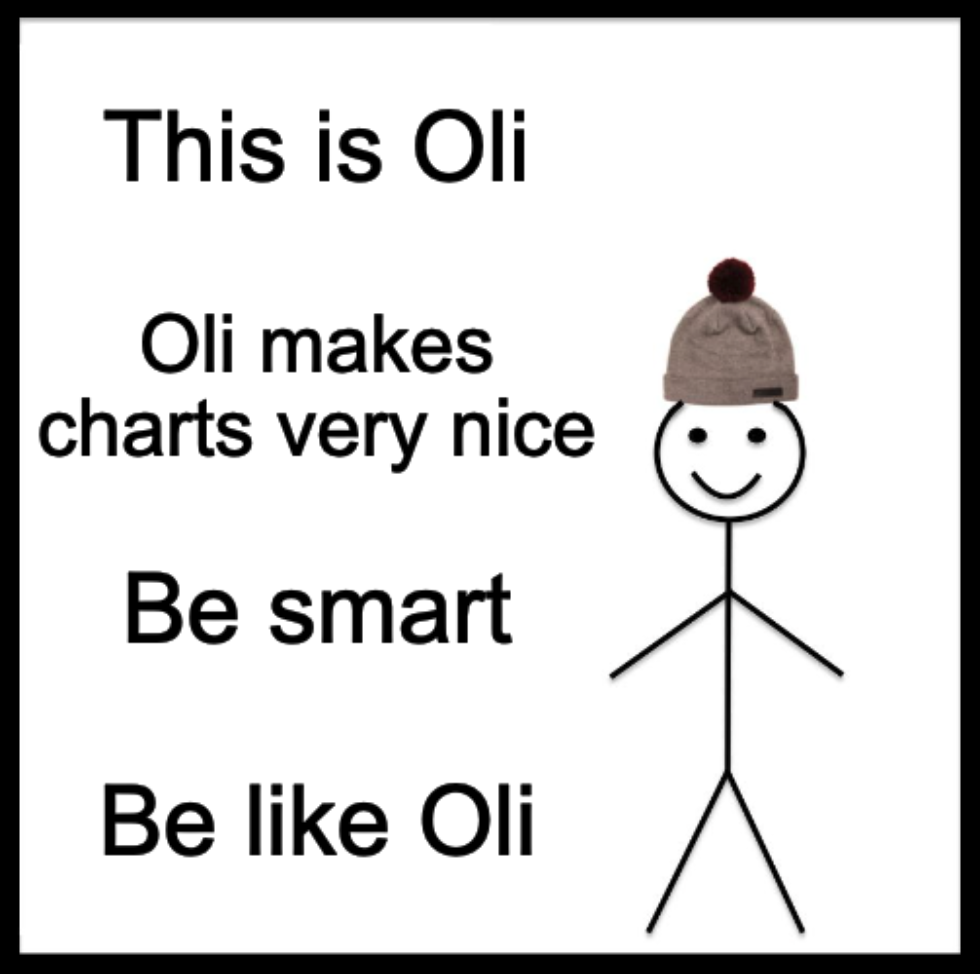 This is Oli
Oli makes
charts very nice
Be smart
Be like Oli